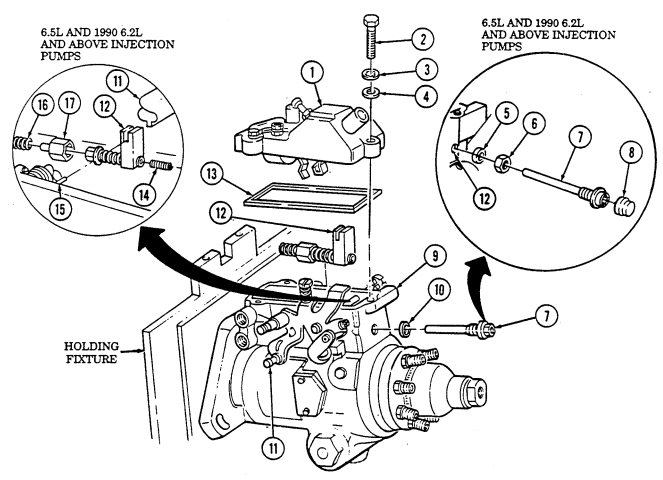 6.5L AND 1990 6.2L
AND ABOVE INJECTION
PUMPS
6.5L AND 1990 6.2L
AND ABOVE INJECTION
PUMPS
11
12
16
17
14
15
1
2
3
4
5
6
7
8
12
13
12
9
10
7
HOLDING
FIXTURE
11